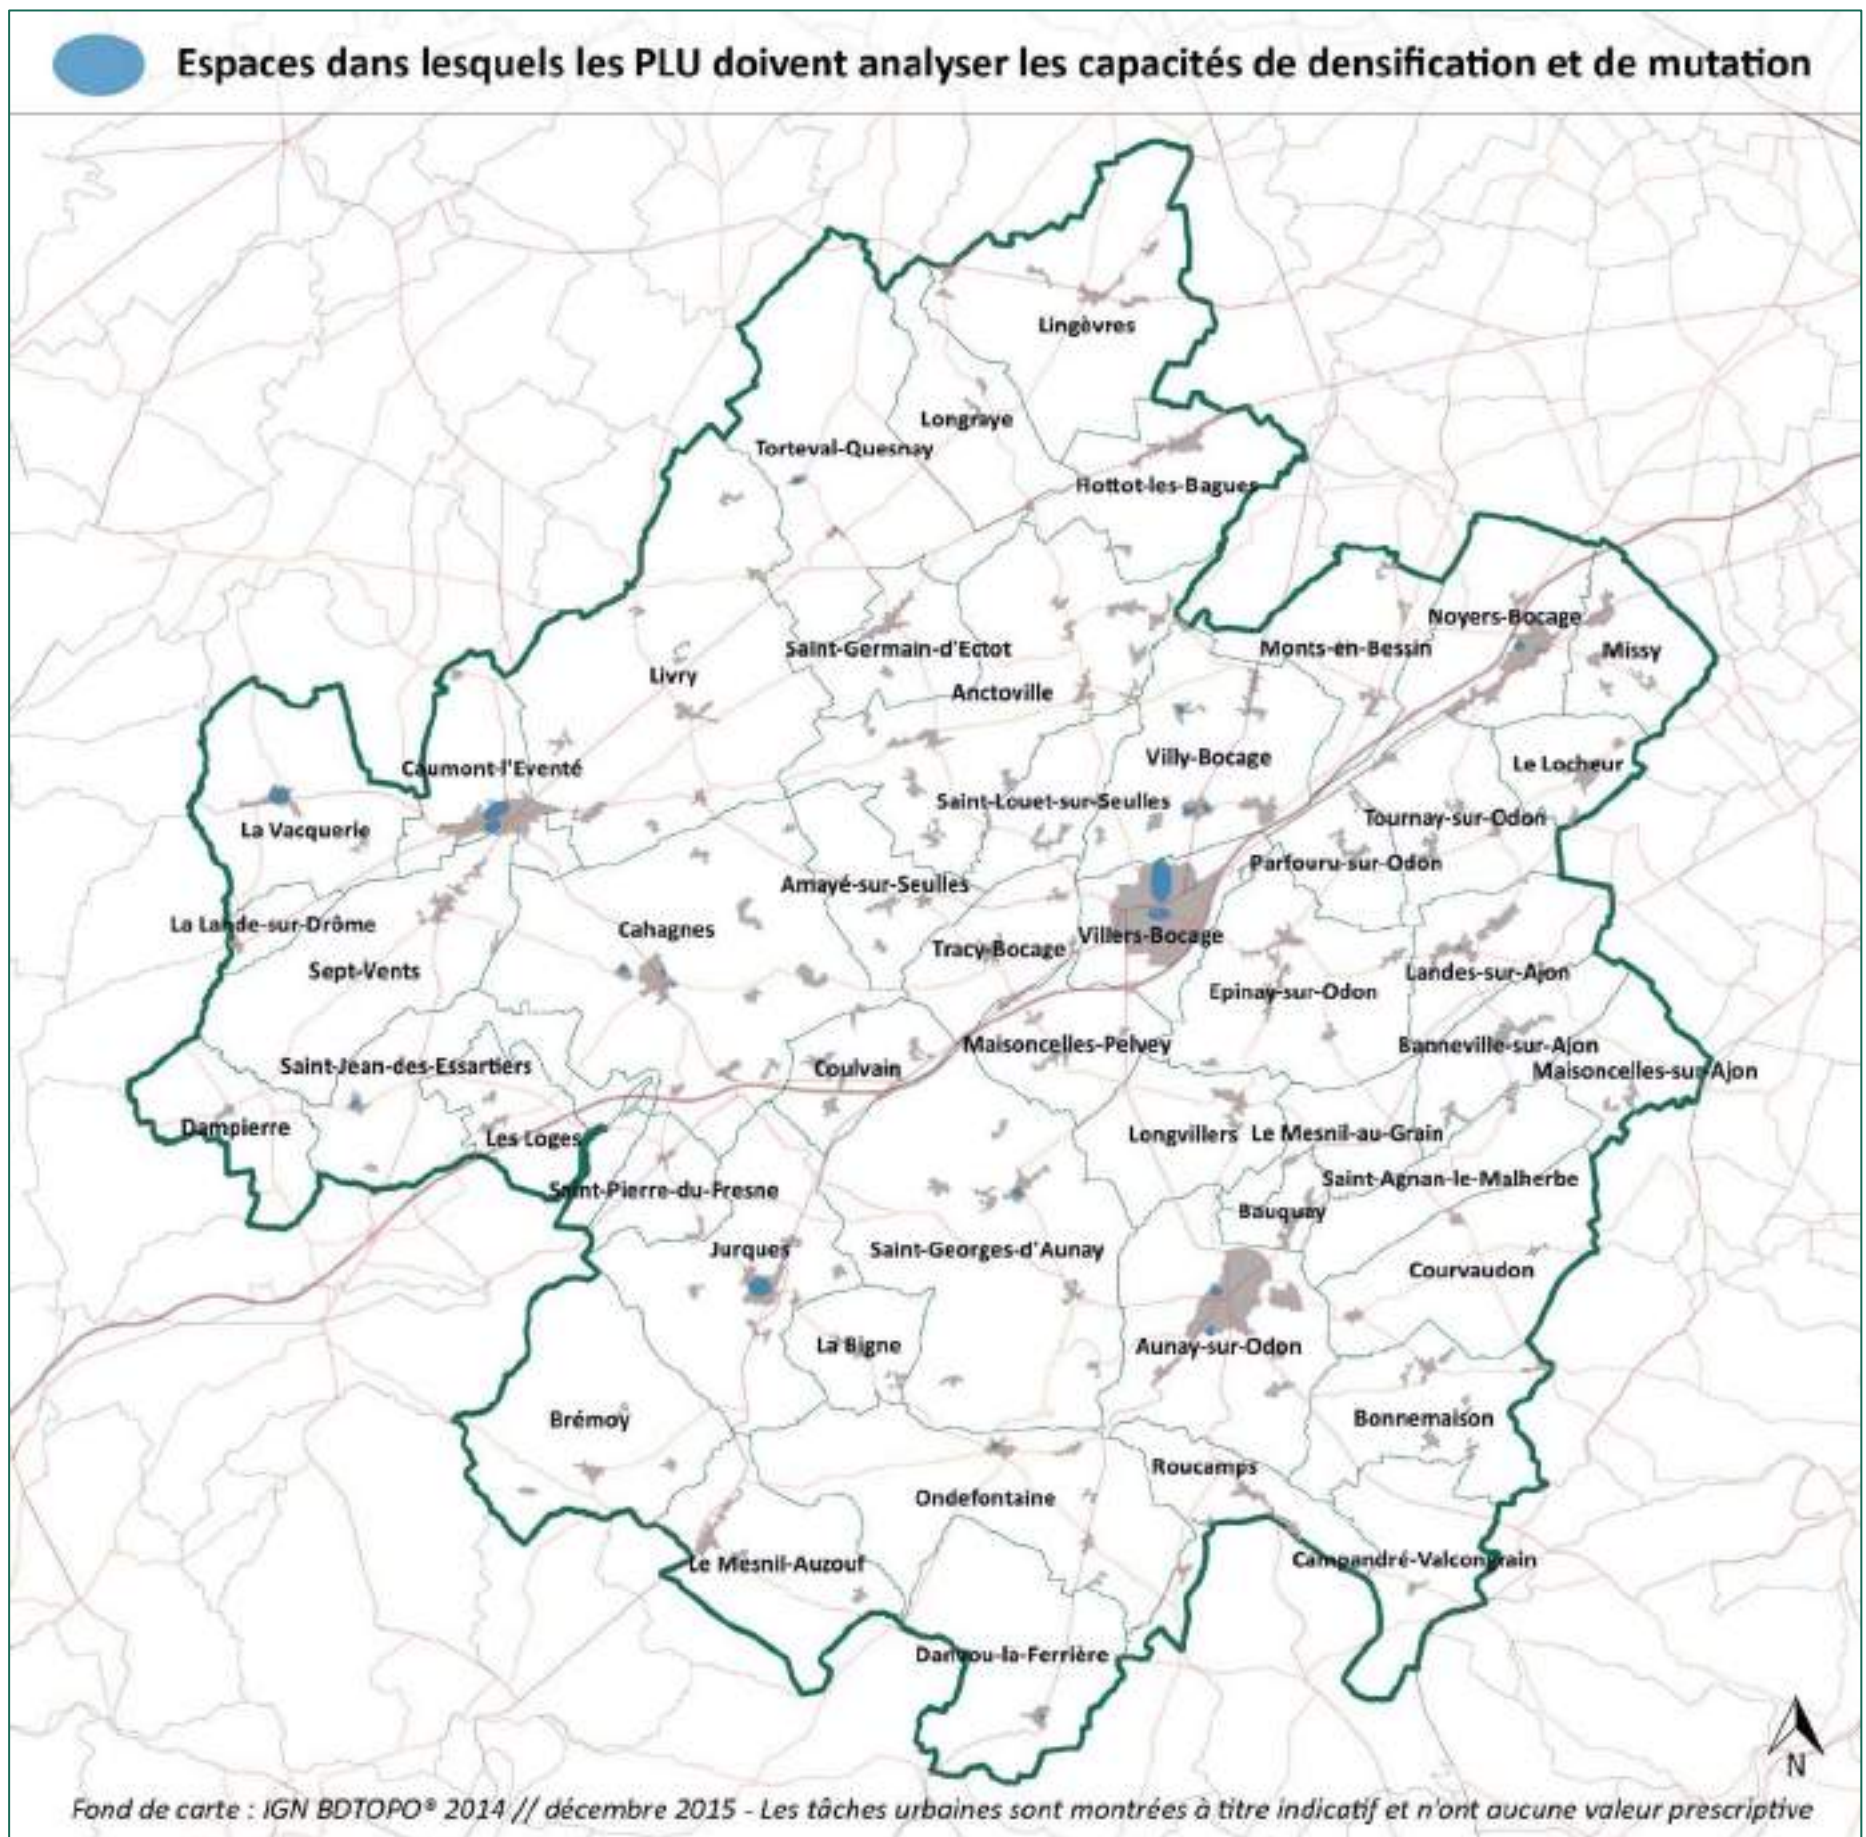 Espaces dans lesquels les PLU doivent analyser les capacités de densification et de mutation
Lingèvres
Longraye
Torteval-Quesnay
Hottot-les-Bagues
Noyers-Bocage
Saint-Germain-d'Ectot
Monts-en-Bessin
Missy
Livry
Anctoville
Villy-Bocage
Caumont-l'Eventé
Le Locheur
Saint-Louet-sur-Seulles
La Vacquerie
Tournay-sur-Odon
Parfouru-sur-Odon
Amayé-sur-Seulles
La Lande-sur-Drôme
Cahagnes
Villers-Bocage
Tracy-Bocage
Sept-Vents
Landes-sur-Ajon
Epinay-sur-Odon
Maisoncelles-Pelvey
Banneville-sur-Ajon
Saint-Jean-des-Essartiers
Coulvain
Maisoncelles-sur-Ajon
Dampierre
Les Loges
Longvillers
Le Mesnil-au-Grain
Saint-Agnan-le-Malherbe
Saint-Pierre-du-Fresne
Bauquay
Jurques
Saint-Georges-d'Aunay
Courvaudon
La Bigne
Aunay-sur-Odon
Brémoy
Bonnemaison
Roucamps
Ondefontaine
Campandré-Valcongrain
Le Mesnil-Auzouf
Danvou-la-Ferrière
N
Fond de carte : IGN BDTOPO® 2014 // décembre 2015 - Les tâches urbaines sont montrées à titre indicatif et n'ont aucune valeur prescriptive